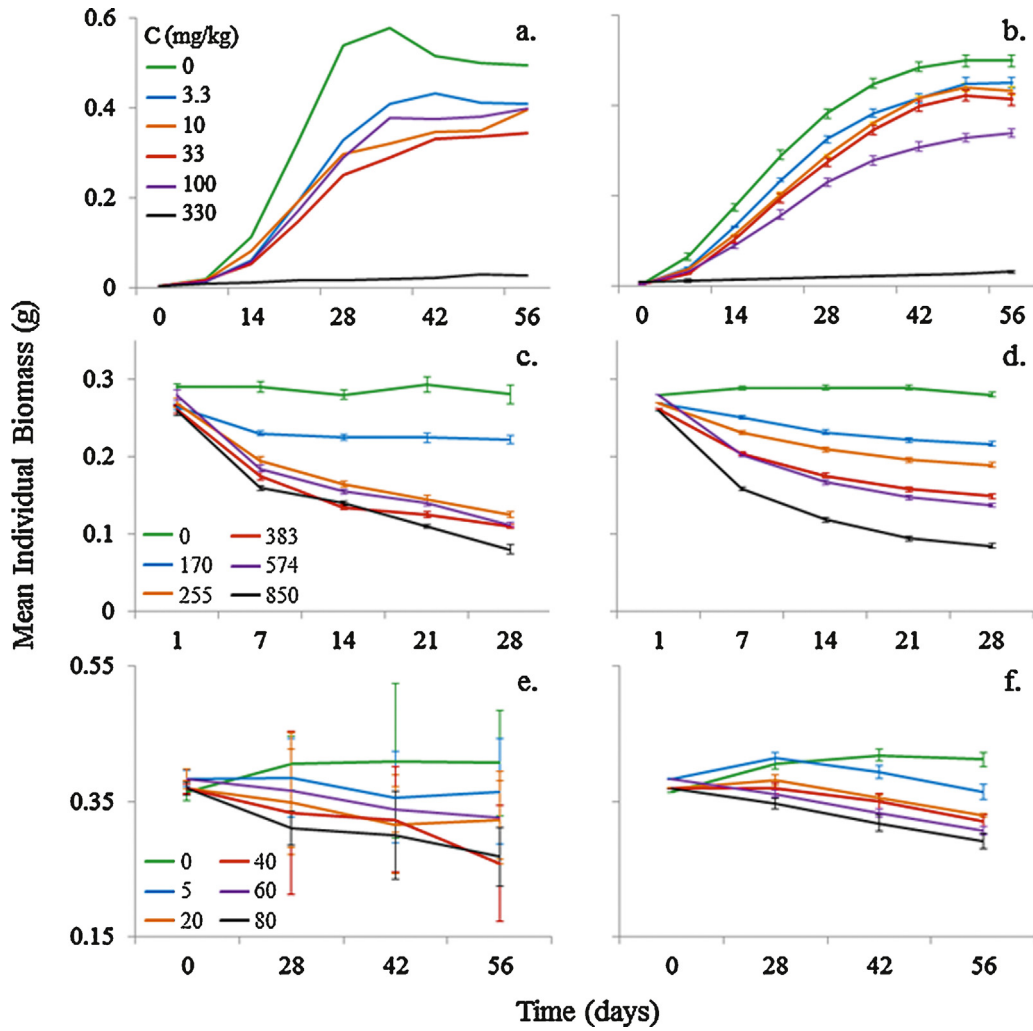 Mean Individual Biomass (g)
a.
0.6
0.4
0.2
0
C (mg/kg)
0
3.3
10
33
100
330
0 14 28 42 56
b.
0 14 28 42 56
c.
0.3
0.2
0.1
0
0 383
170 574
255 850
1 7 14 21 28
d.
1 7 14 21 28
e.
0.55
0.35
0.15
0 40
5 60
20 80
0 28 42 56
f.
0 28 42 56
Time (days)